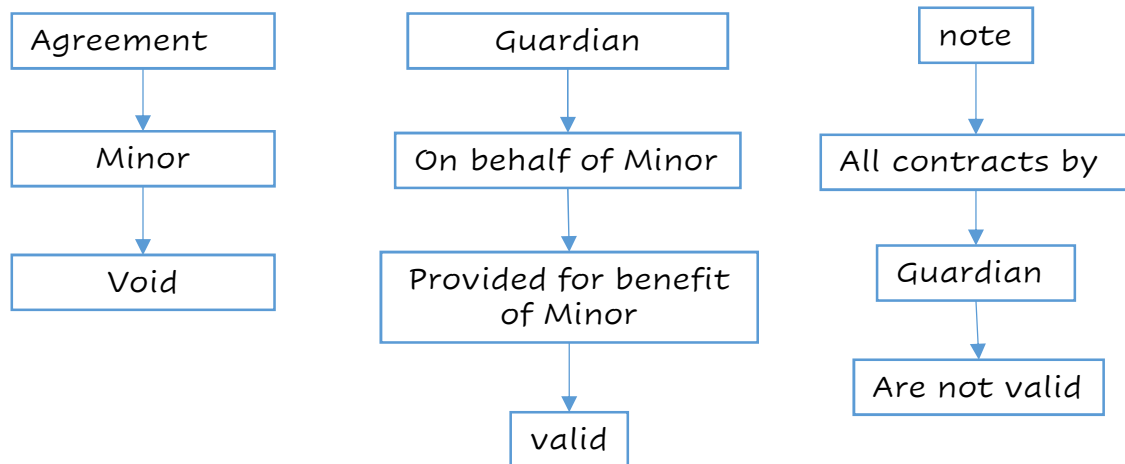 Agreement
Minor
Void
Guardian
On behalf of Minor
Provided for benefit
of Minor
valid
note
All contracts by
Guardian
Are not valid